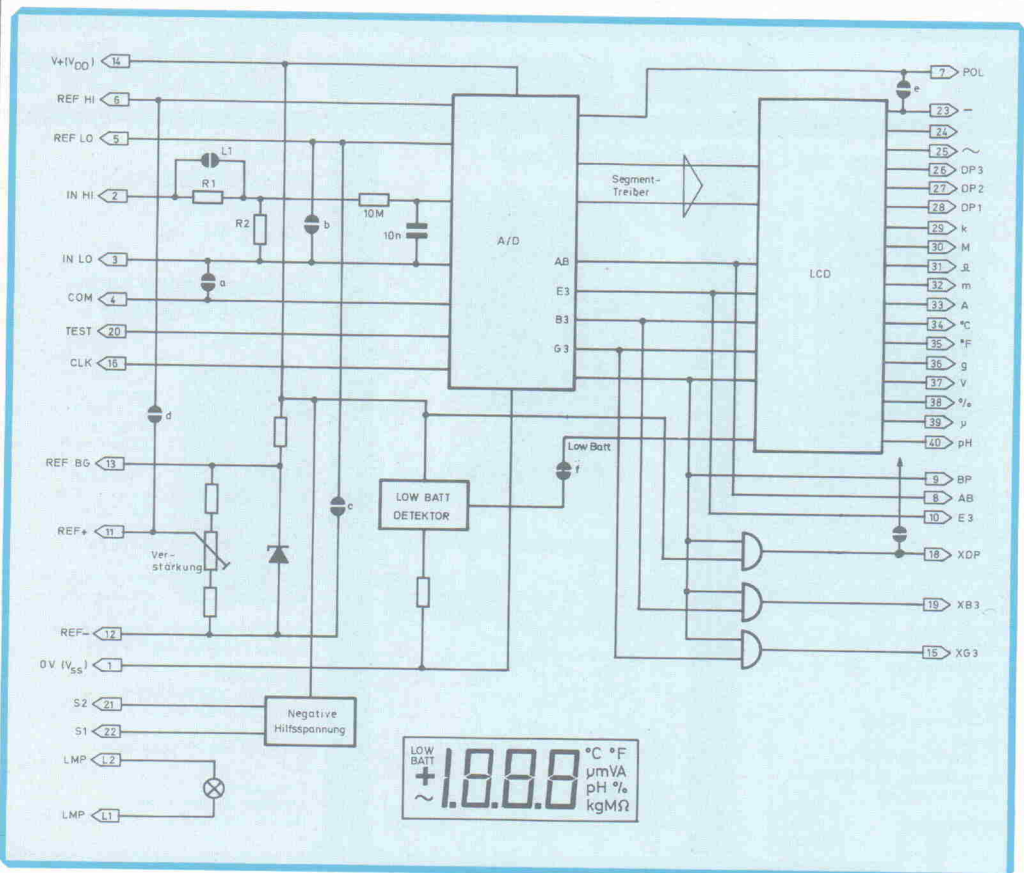 V+(VDD) 14
REF HI 6
REF LO 5
L1
R1
IN HI 2
R2
10M
b
10n
IN LO 3
a
COM 4
TEST 20
CLK 16
d
REF BG 13
REF+ 11
Ver-
stärkung
c
REF- 12
0V (VSS) 1
S2 21
S1 22
LMP L2
LMP L1
A/D
AB
E3
B3
G3
Segment-
Treiber
LCD
Low Batt
f
LOW BATT
DETEKTOR
Negative
Hilfsspannung
7 POL
e
23 —
24
25 ~
26 DP3
27 DP2
28 DP1
29 k
30 M
31 Ω
32 m
33 A
34 °C
35 °F
36 g
37 V
38 %
39 µ
40 pH
9 BP
8 AB
10 E3
18 XDP
19 XB3
15 XG3
LOW
BATT
+
~
1.8.8.8
°C °F
µmVA
pH %
kgMΩ